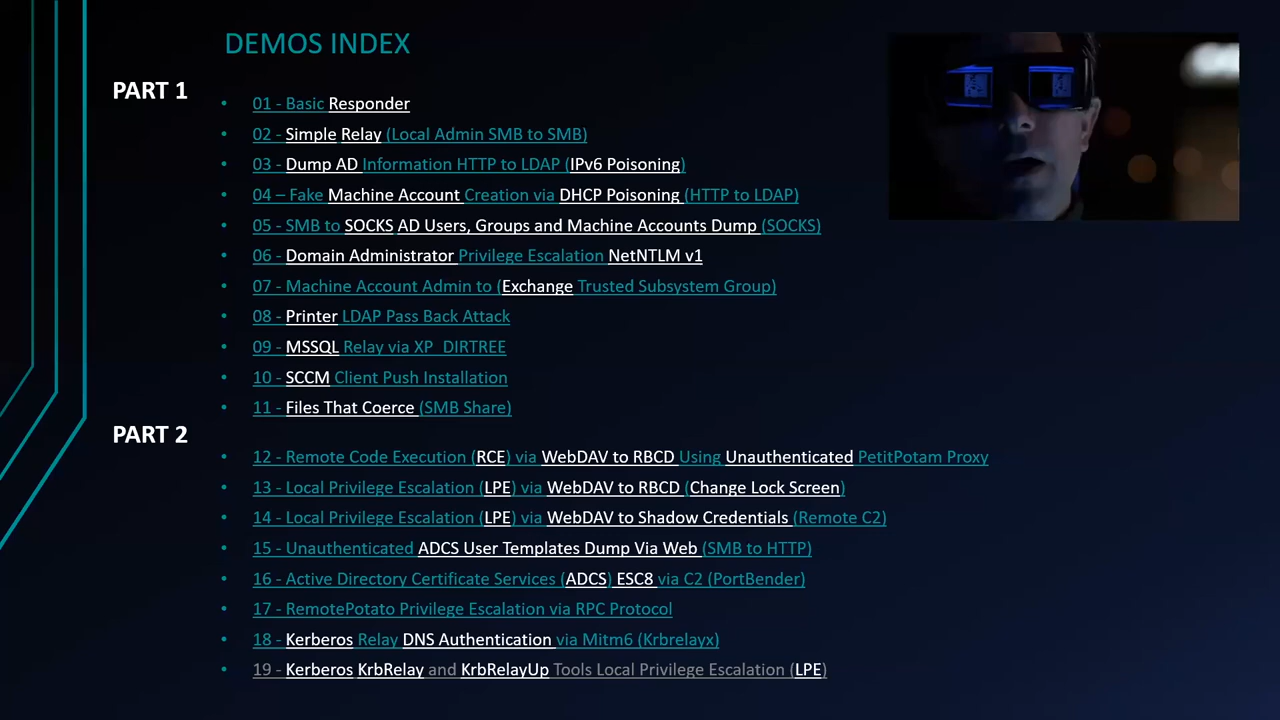 DEMOS INDEX
PART 1
• 01 - Basic Responder
• 02 - Simple Relay (Local Admin SMB to SMB)
• 03 - Dump AD Information HTTP to LDAP (IPv6 Poisoning)
• 04 – Fake Machine Account Creation via DHCP Poisoning (HTTP to LDAP)
• 05 - SMB to SOCKS AD Users, Groups and Machine Accounts Dump (SOCKS)
• 06 - Domain Administrator Privilege Escalation NetNTLM v1
• 07 - Machine Account Admin to (Exchange Trusted Subsystem Group)
• 08 - Printer LDAP Pass Back Attack
• 09 - MSSQL Relay via XP_DIRTREE
• 10 - SCCM Client Push Installation
• 11 - Files That Coerce (SMB Share)
PART 2
• 12 - Remote Code Execution (RCE) via WebDAV to RBCD Using Unauthenticated PetitPotam Proxy
• 13 - Local Privilege Escalation (LPE) via WebDAV to RBCD (Change Lock Screen)
• 14 - Local Privilege Escalation (LPE) via WebDAV to Shadow Credentials (Remote C2)
• 15 - Unauthenticated ADCS User Templates Dump Via Web (SMB to HTTP)
• 16 - Active Directory Certificate Services (ADCS) ESC8 via C2 (PortBender)
• 17 - RemotePotato Privilege Escalation via RPC Protocol
• 18 - Kerberos Relay DNS Authentication via Mitm6 (Krbrelayx)
• 19 - Kerberos KrbRelay and KrbRelayUp Tools Local Privilege Escalation (LPE)